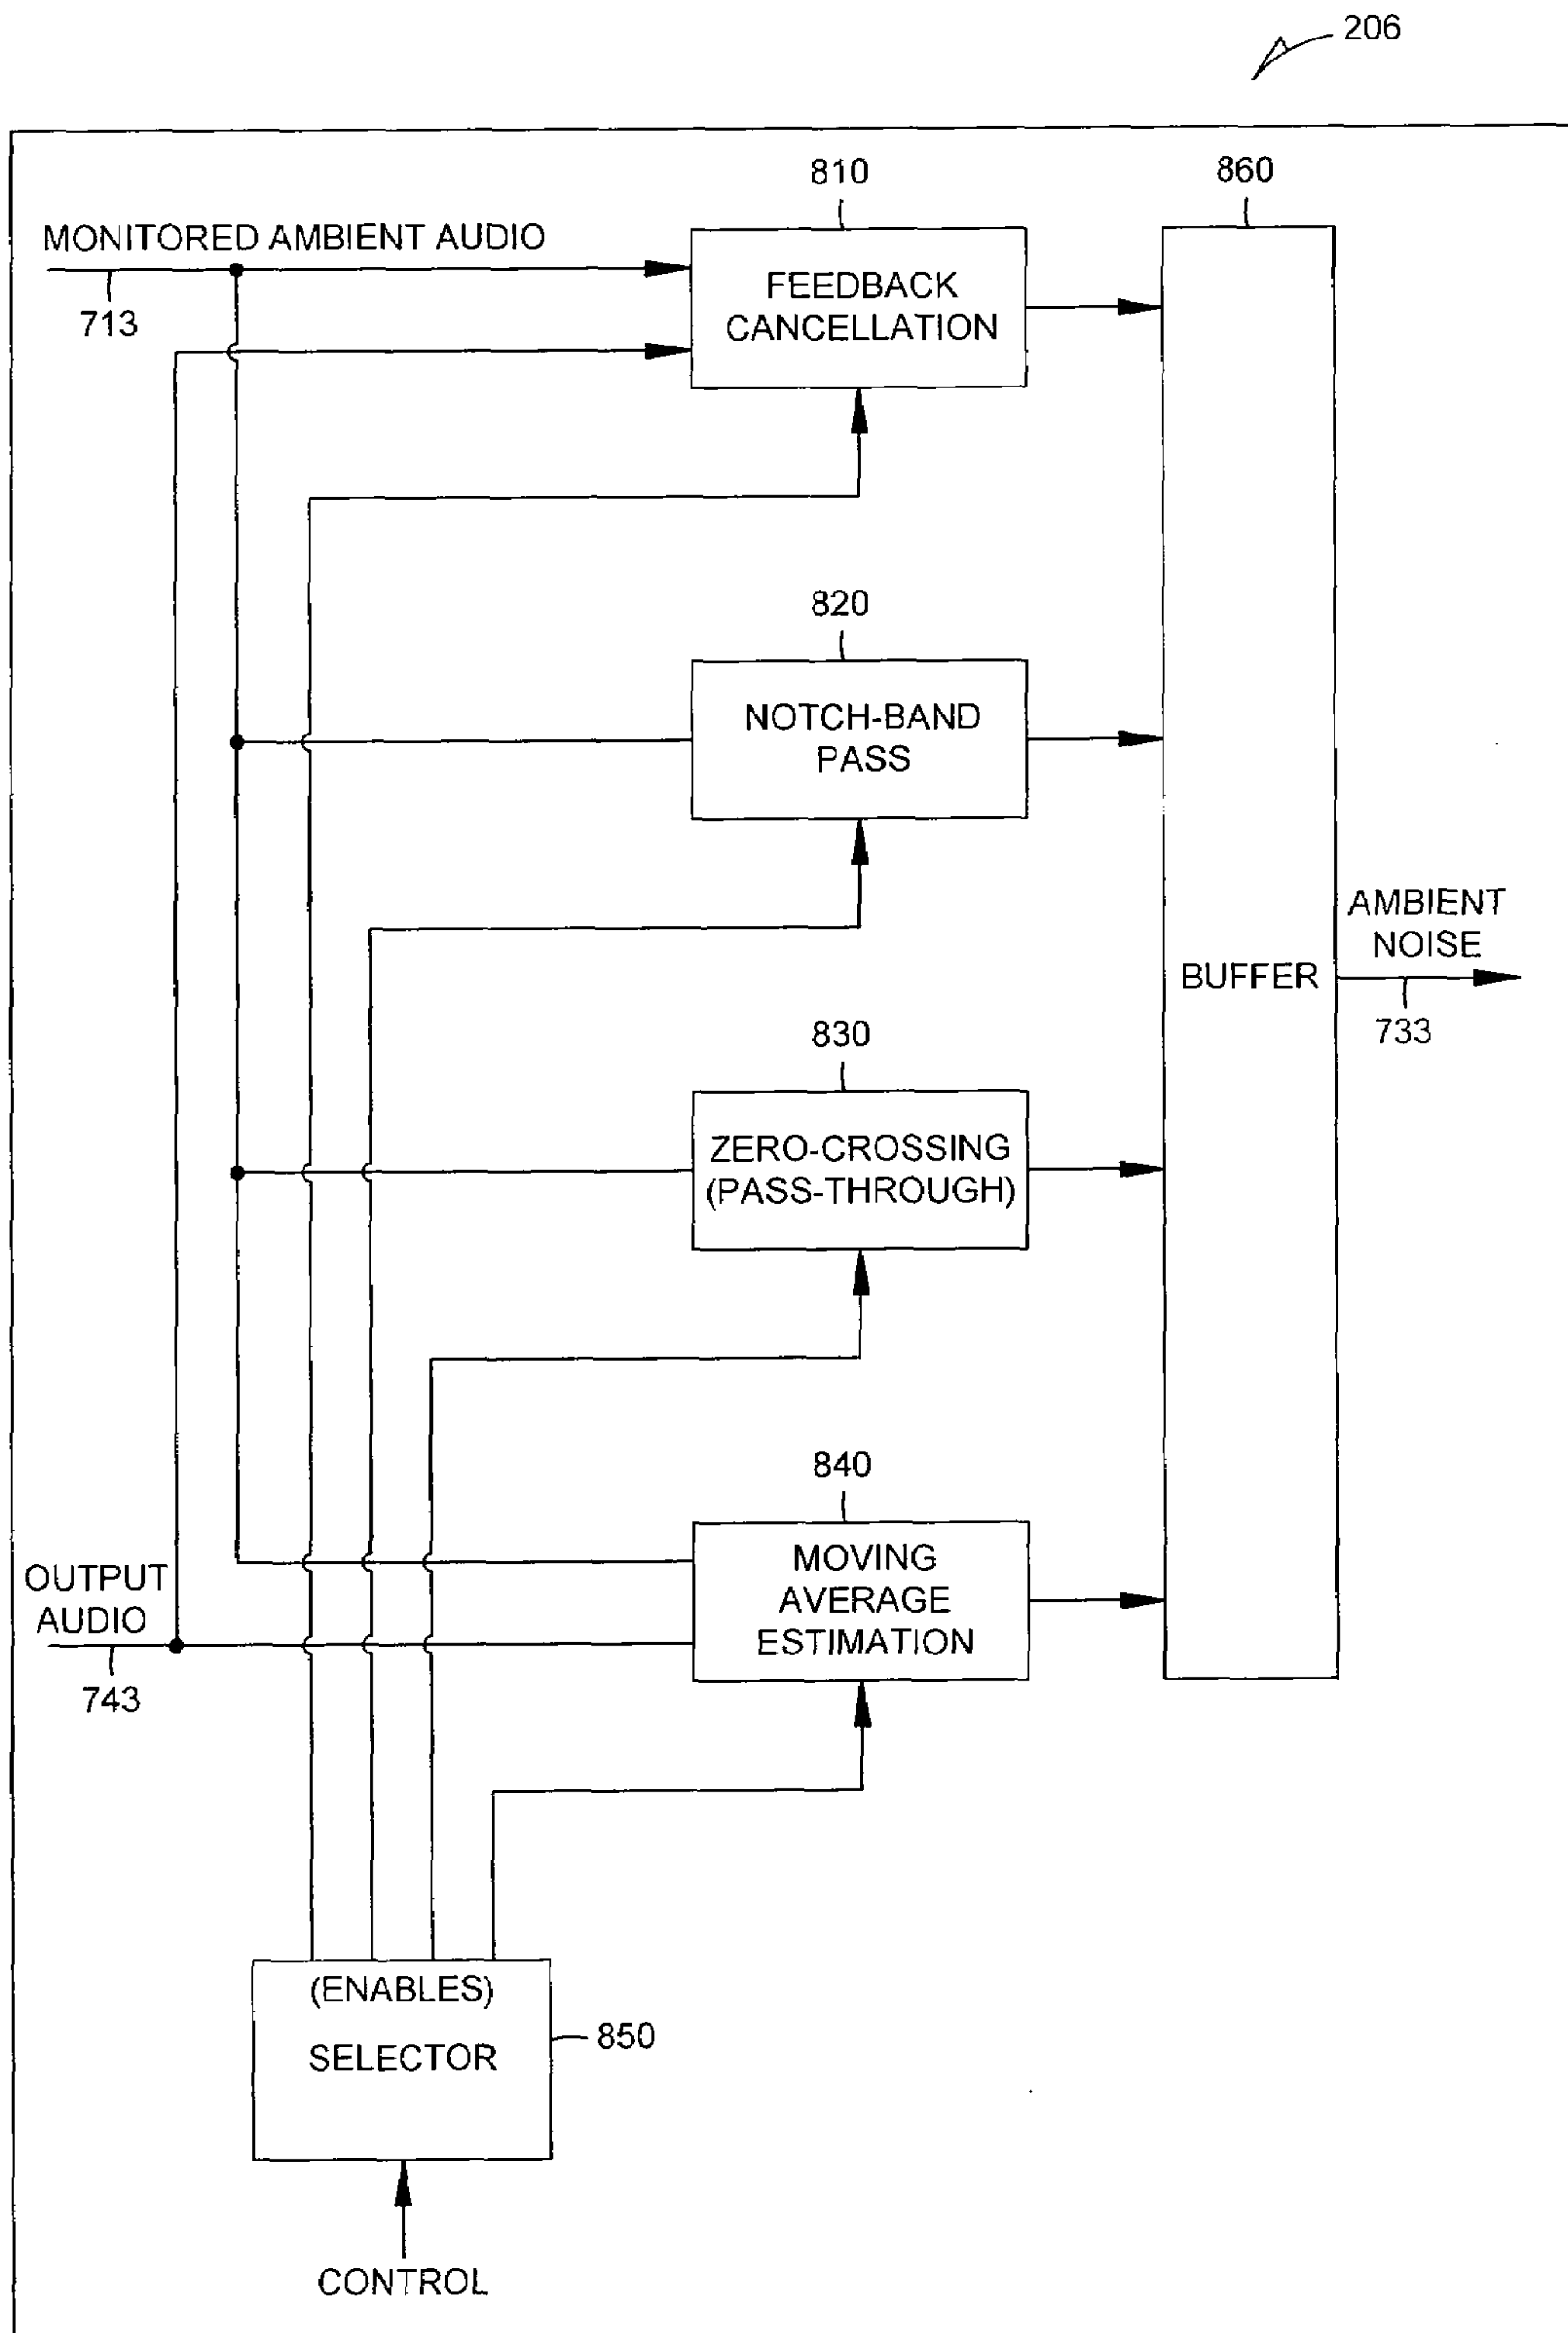 206
810
860
MONITORED AMBIENT AUDIO
713
FEEDBACK
CANCELLATION
820
NOTCH-BAND
PASS
AMBIENT
NOISE
BUFFER
733
830
ZERO-CROSSING
(PASS-THROUGH)
840
MOVING
AVERAGE
ESTIMATION
OUTPUT
AUDIO
743
(ENABLES)
SELECTOR
850
CONTROL